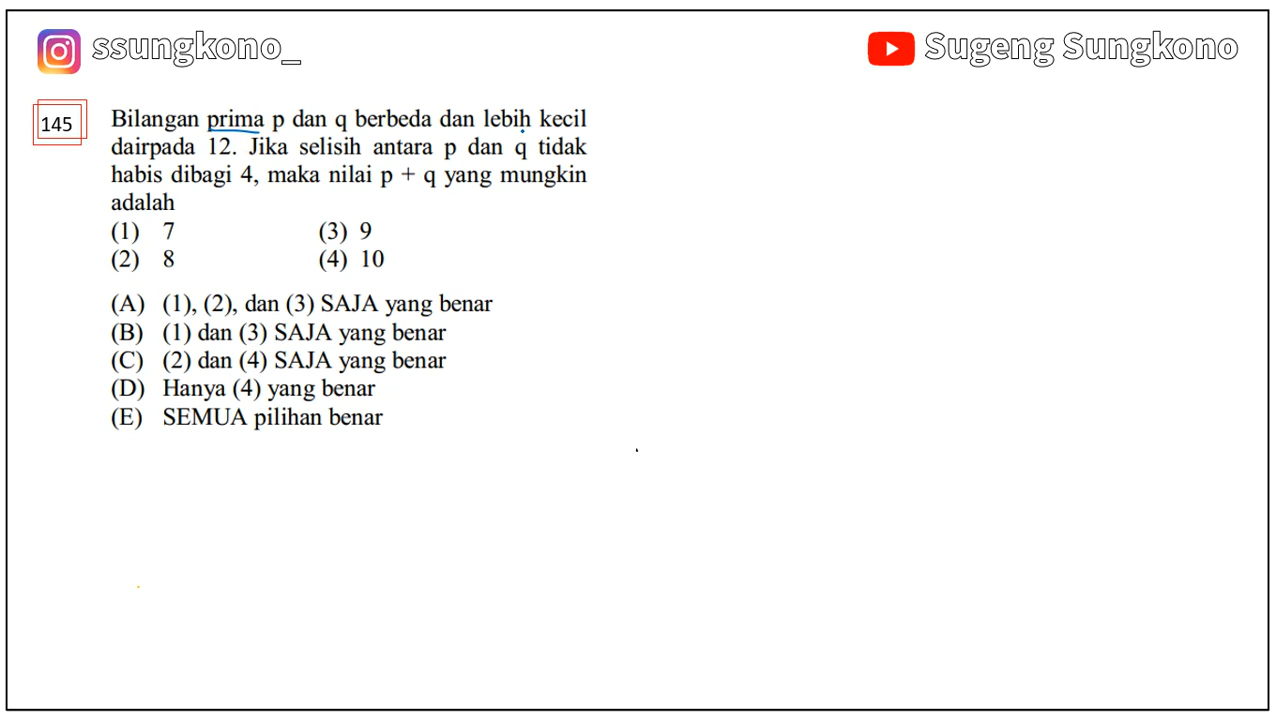 ssungkono_
Sugeng Sungkono
145
Bilangan prima p dan q berbeda dan lebih kecil
dairpada 12. Jika selisih antara p dan q tidak
habis dibagi 4, maka nilai p + q yang mungkin
adalah
(1) 7 (3) 9
(2) 8 (4) 10
(A) (1), (2), dan (3) SAJA yang benar
(B) (1) dan (3) SAJA yang benar
(C) (2) dan (4) SAJA yang benar
(D) Hanya (4) yang benar
(E) SEMUA pilihan benar